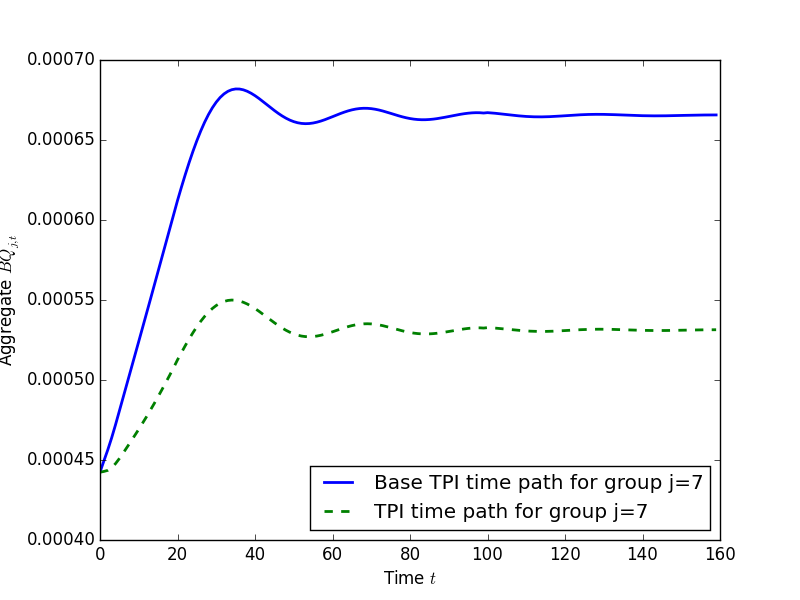 0.00070
0.00065
0.00060
0.00055
0.00050
0.00045
0.00040
Aggregate BQ_{j,t}
0 20 40 60 80 100 120 140 160
Time t
Base TPI time path for group j=7
TPI time path for group j=7